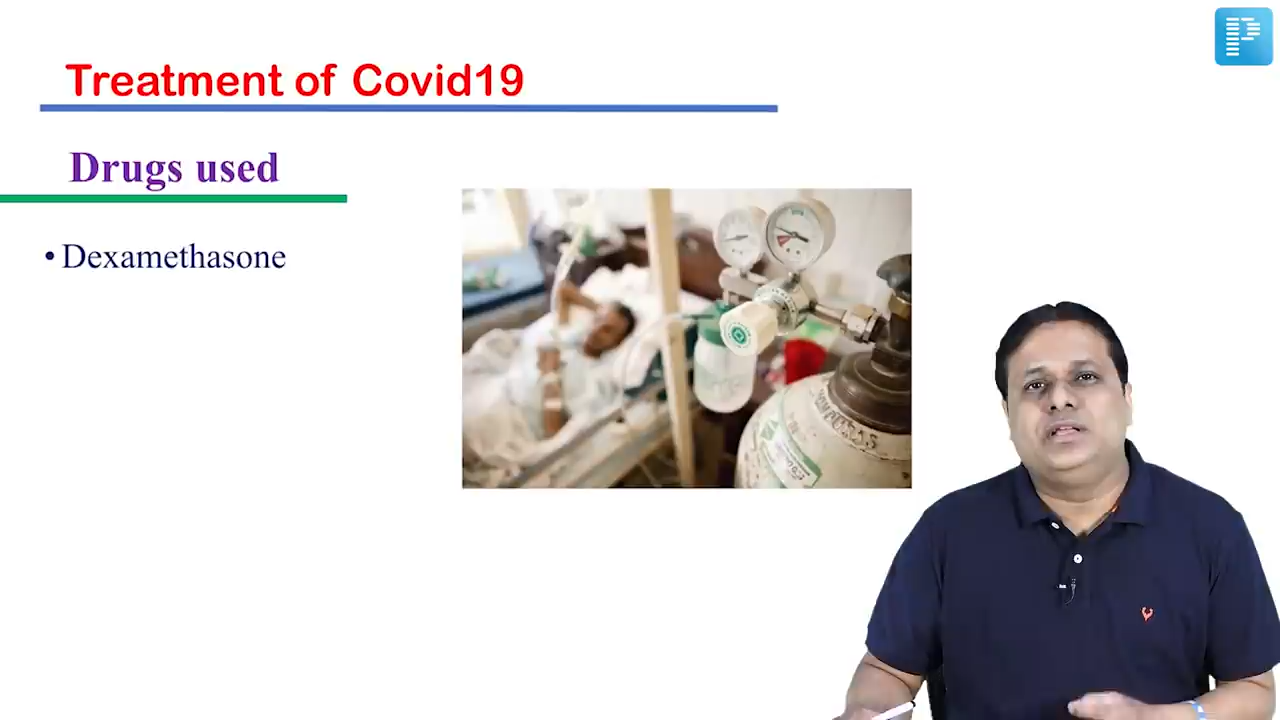 Treatment of Covid19
Drugs used
• Dexamethasone